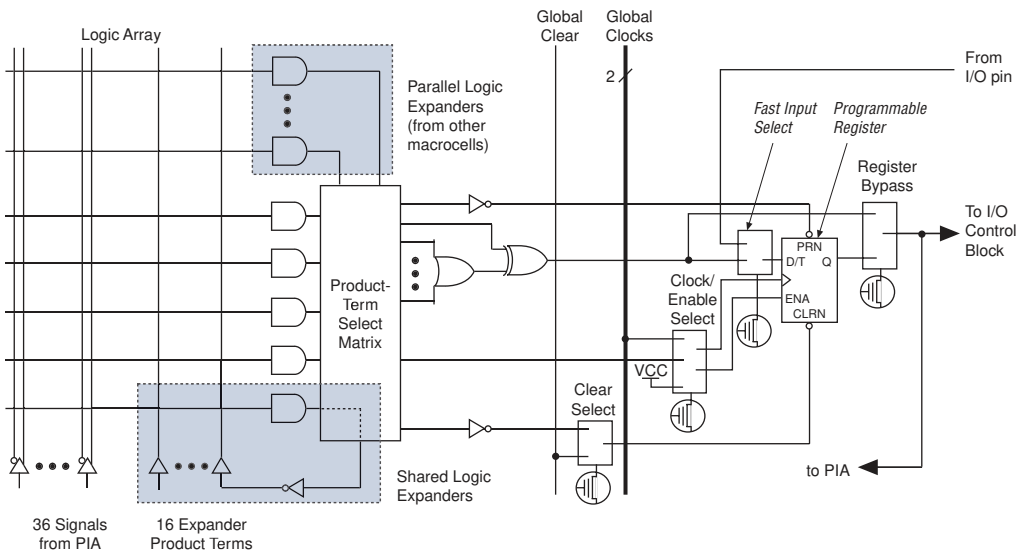 Logic Array
Parallel Logic
Expanders
(from other
macrocells)
Global
Clear
Global
Clocks
2
From
I/O pin
Fast Input
Select
Programmable
Register
Register
Bypass
To I/O
Control
Block
PRN
D/T
Q
ENA
CLRN
Clock/
Enable
Select
Product-
Term
Select
Matrix
VCC
Clear
Select
to PIA
Shared Logic
Expanders
36 Signals
from PIA
16 Expander
Product Terms